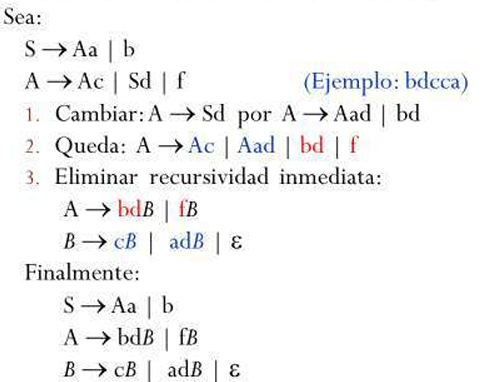 Sea:
S → Aa | b
A → Ac | Sd | f (Ejemplo: bdcca)
1. Cambiar: A → Sd por A → Aad | bd
2. Queda: A → Ac | Aad | bd | f
3. Eliminar recursividad inmediata:
A → bdB | fB
B → cB | adB | ε
Finalmente:
S → Aa | b
A → bdB | fB
B → cB | adB | ε